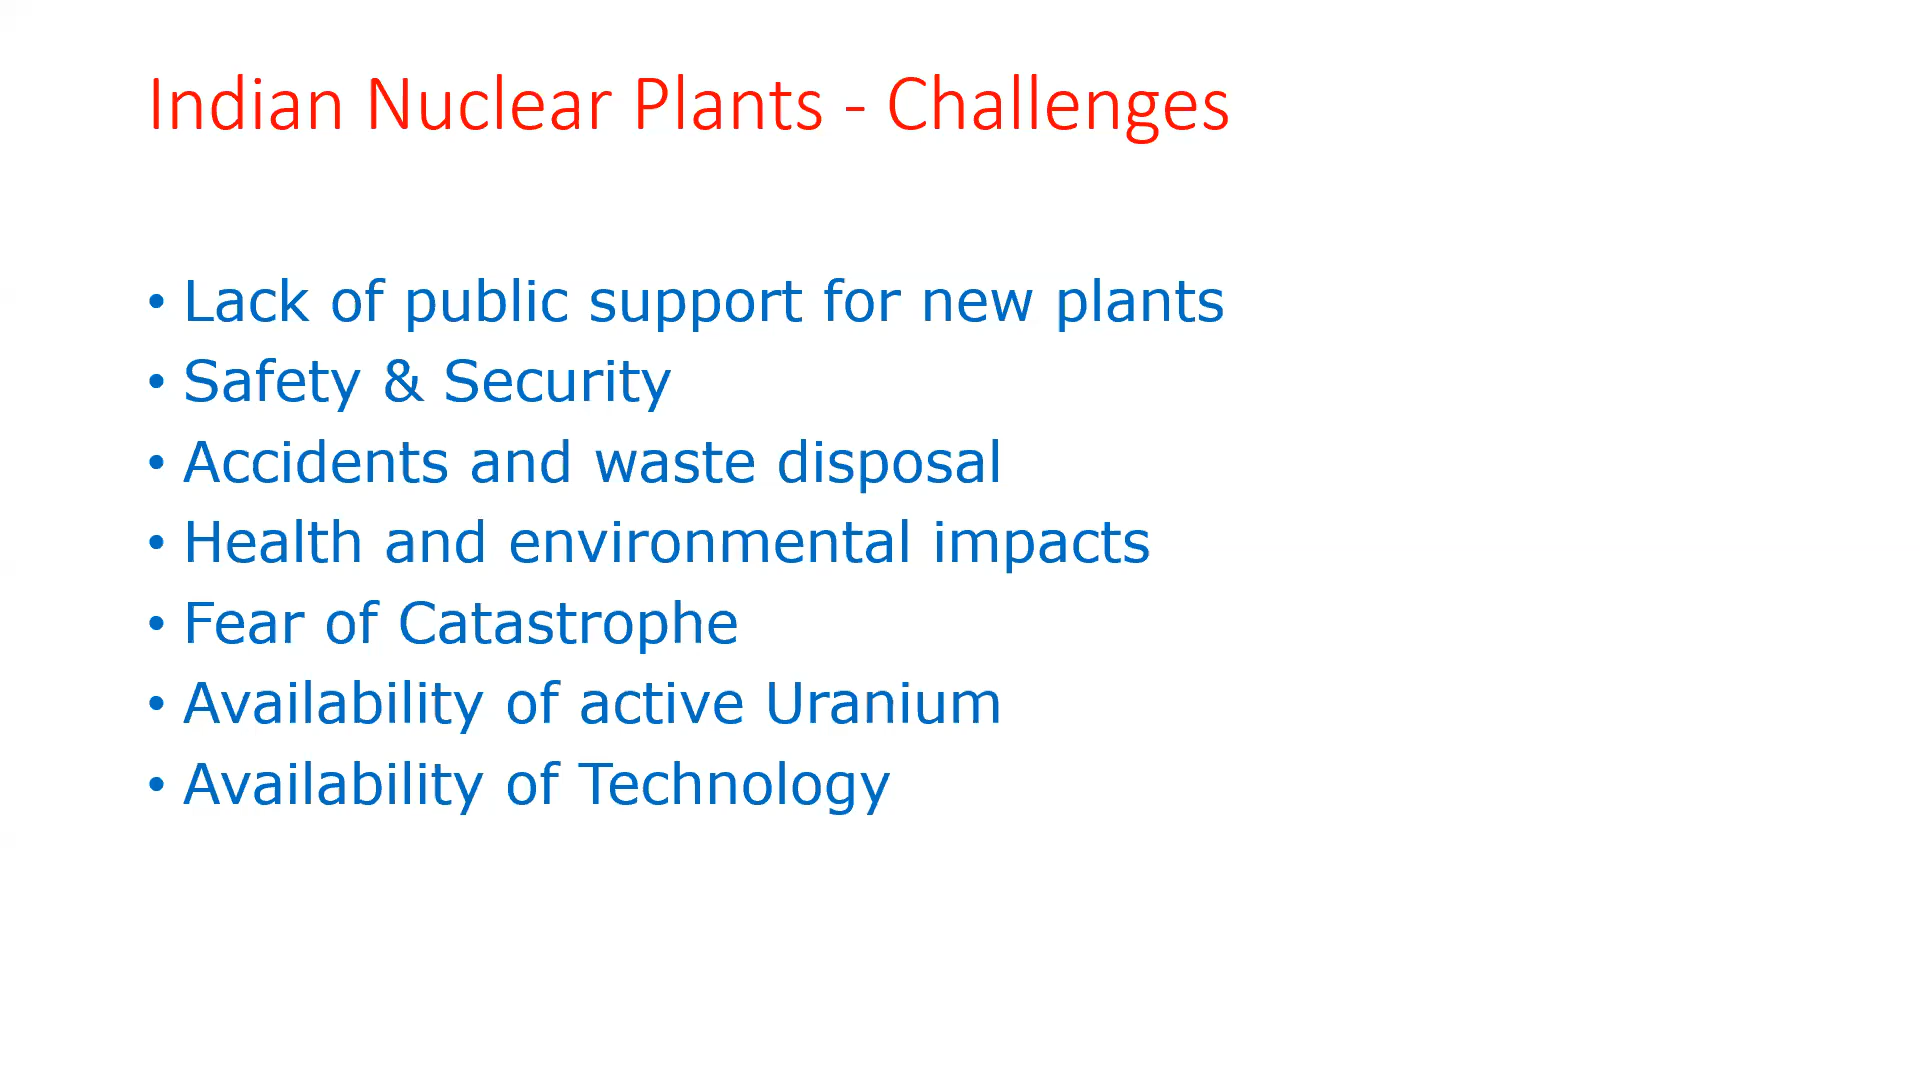 Indian Nuclear Plants - Challenges
• Lack of public support for new plants
• Safety & Security
• Accidents and waste disposal
• Health and environmental impacts
• Fear of Catastrophe
• Availability of active Uranium
• Availability of Technology